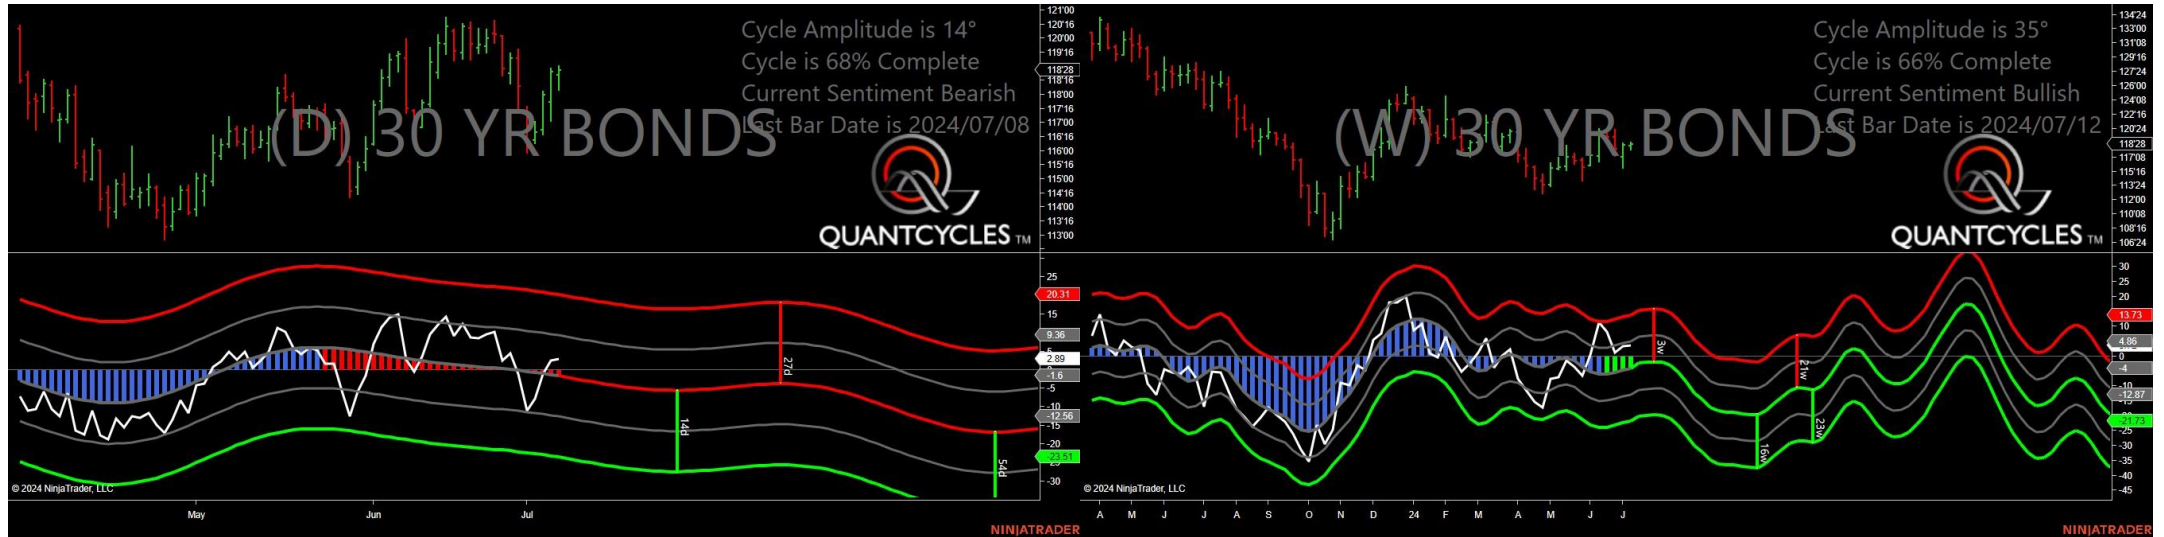 Cycle Amplitude is 14°
Cycle is 68% Complete
Current Sentiment Bearish
Last Bar Date is 2024/07/08
(D) 30 YR BONDS
QUANTCYCLES TM
121'00
120'16
120'00
119'16
118'28
118'16
118'00
117'16
117'00
116'16
116'00
115'16
115'00
114'16
114'00
113'16
113'00
25
20.31
15
9.36
5
2.89
-1.6
-5
-10
-12.56
-15
-20
-23.51
-25
-30
27d
14d
54d
© 2024 NinjaTrader, LLC
May
Jun
Jul
NINJATRADER
Cycle Amplitude is 35°
Cycle is 66% Complete
Current Sentiment Bullish
Last Bar Date is 2024/07/12
(W) 30 YR BONDS
QUANTCYCLES TM
134'24
133'00
131'08
129'16
127'24
126'00
124'08
122'16
120'24
118'28
117'08
115'16
113'24
112'00
110'08
108'16
106'24
30
25
20
13.73
10
4.86
0
-4
-10
-12.87
-15
-21.73
-25
-30
-35
-40
-45
3w
21w
16w
23w
© 2024 NinjaTrader, LLC
A M J J A S O N D 24 F M A M J J
NINJATRADER